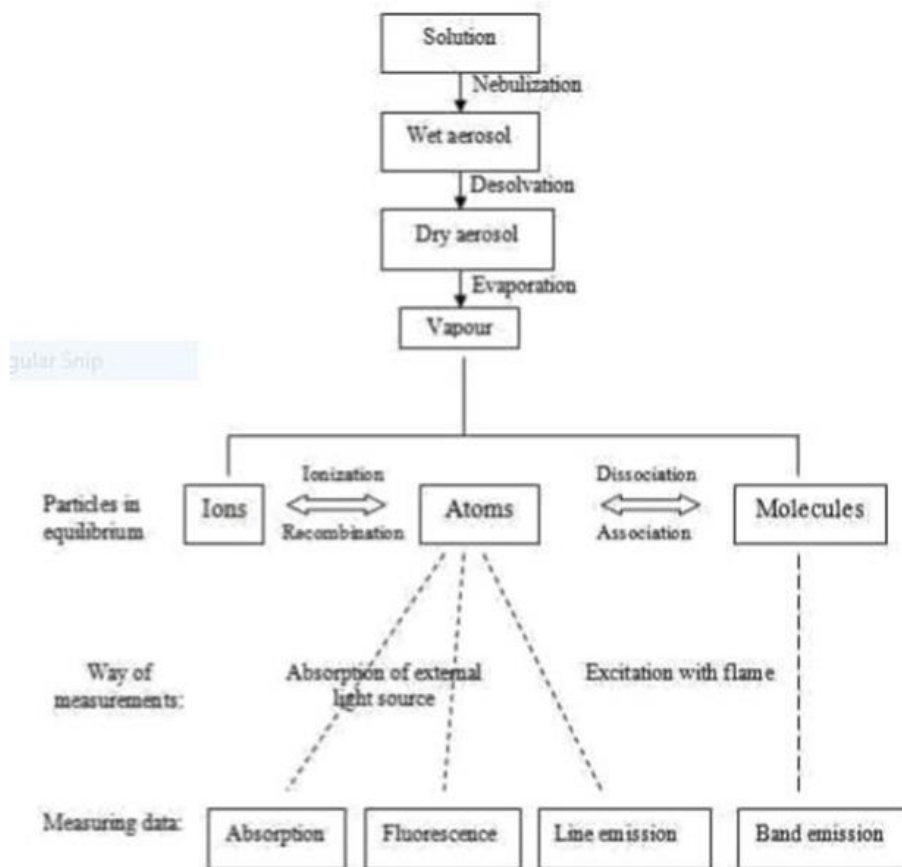 Solution
Nebulization
Wet aerosol
Desolvation
Dry aerosol
Evaporation
Vapour
gular Snip
Ionization
Dissociation
Particles in
equilibrium
Ions
Atoms
Molecules
Recombination
Association
Way of
measurements:
Absorption of external
light source
Excitation with flame
Measuring data:
Absorption
Fluorescence
Line emission
Band emission